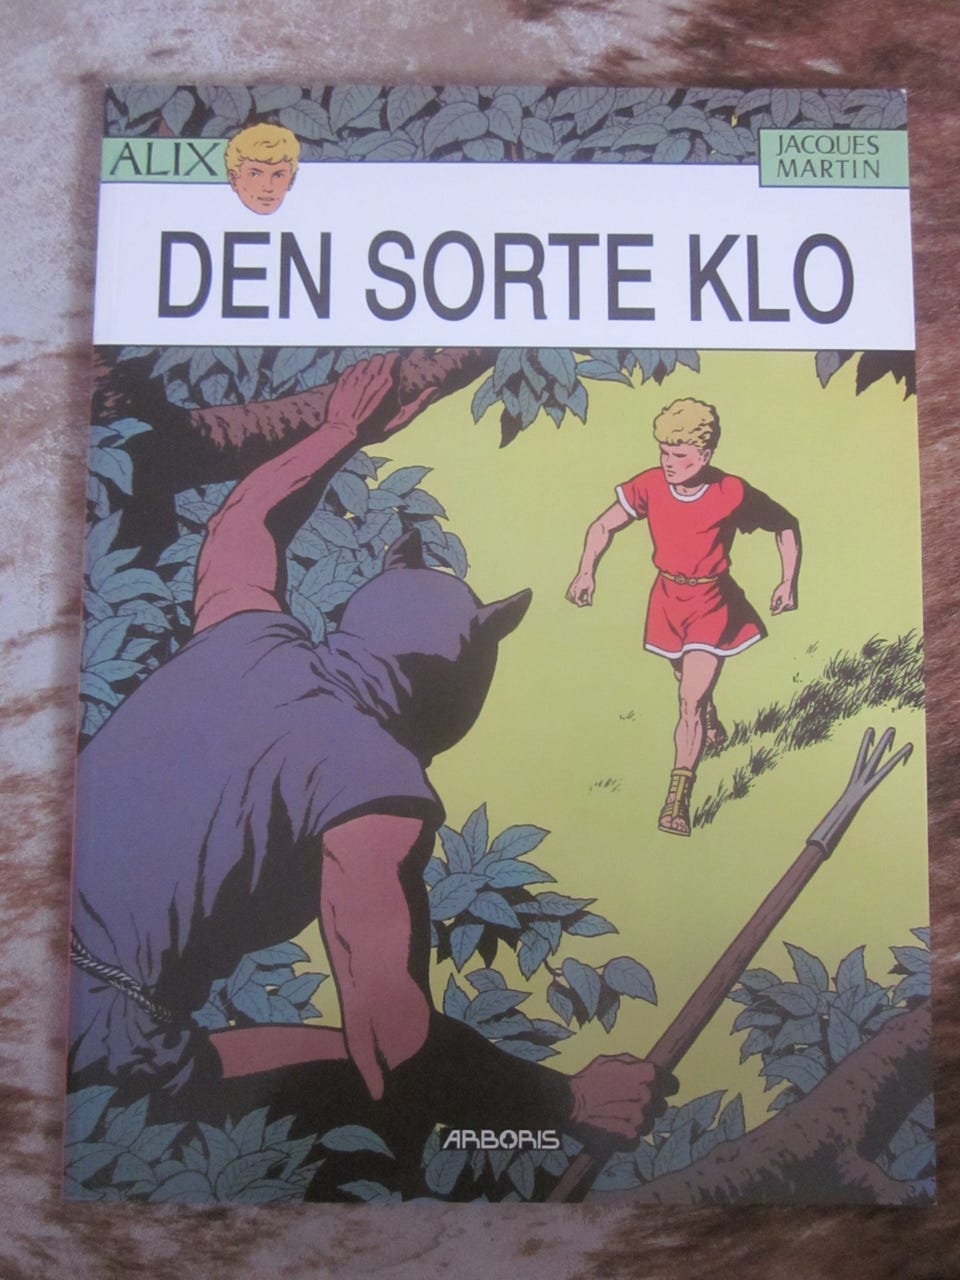 ALIX
JACQUES
MARTIN
DEN SORTE KLO
ARBORIS